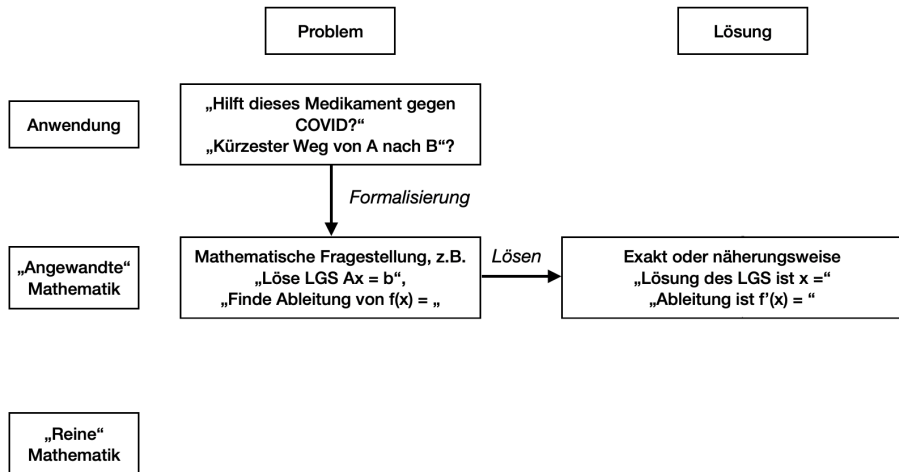 Problem
Lösung
Anwendung
„Hilft dieses Medikament gegen
COVID?“
„Kürzester Weg von A nach B“?
Formalisierung
„Angewandte“
Mathematik
Mathematische Fragestellung, z.B.
„Löse LGS Ax = b“,
„Finde Ableitung von f(x) = „
Lösen
Exakt oder näherungsweise
„Lösung des LGS ist x =“
„Ableitung ist f’(x) = “
„Reine“
Mathematik